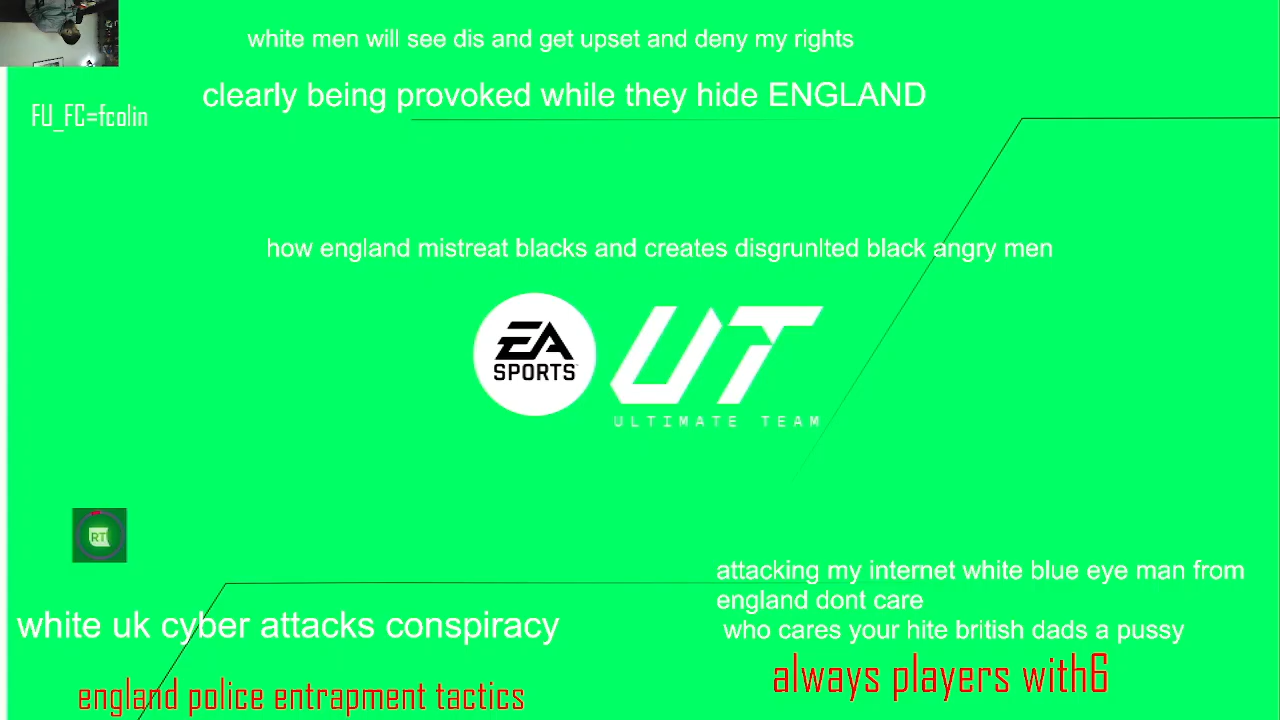 white men will see dis and get upset and deny my rights
clearly being provoked while they hide ENGLAND
FU_FC=fcolin
how england mistreat blacks and creates disgrunlted black angry men
EA
SPORTS
UT
ULTIMATE TEAM
RT
attacking my internet white blue eye man from
england dont care
who cares your hite british dads a pussy
white uk cyber attacks conspiracy
always players with6
england police entrapment tactics